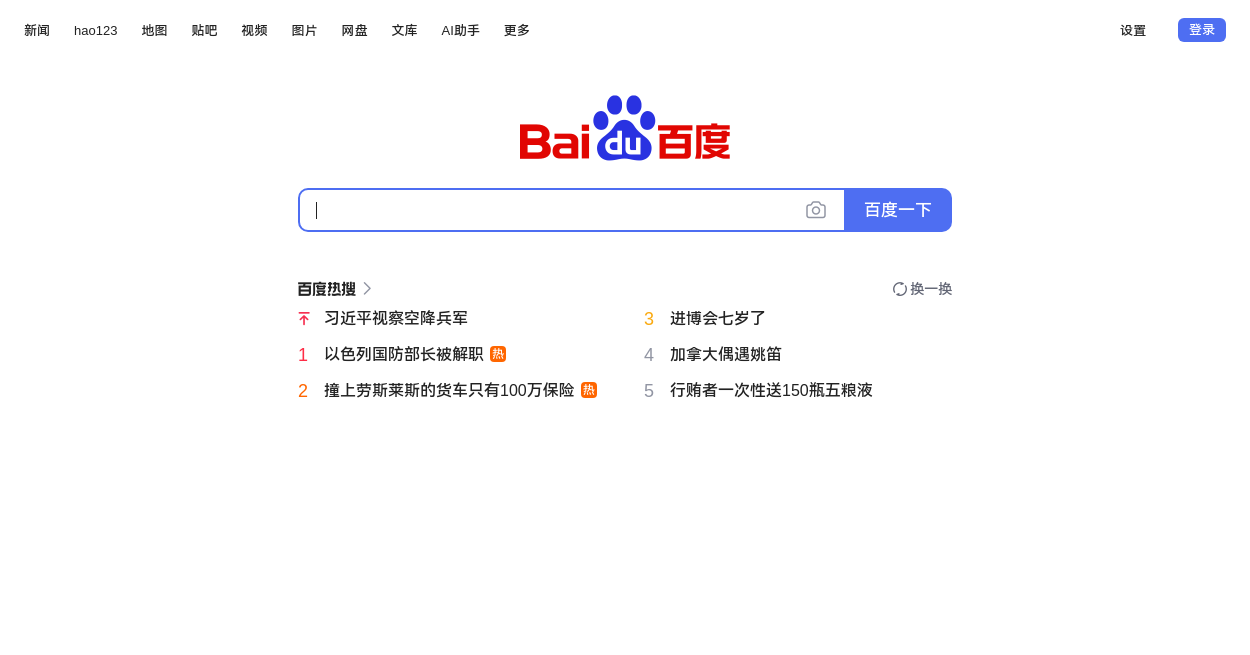 新闻 hao123 地图 贴吧 视频 图片 网盘 文库 AI助手 更多 设置 登录
Bai du 百度
百度一下
百度热搜 换一换
习近平视察空降兵军
3 进博会七岁了
1 以色列国防部长被解职 热
4 加拿大偶遇姚笛
2 撞上劳斯莱斯的货车只有100万保险 热
5 行贿者一次性送150瓶五粮液